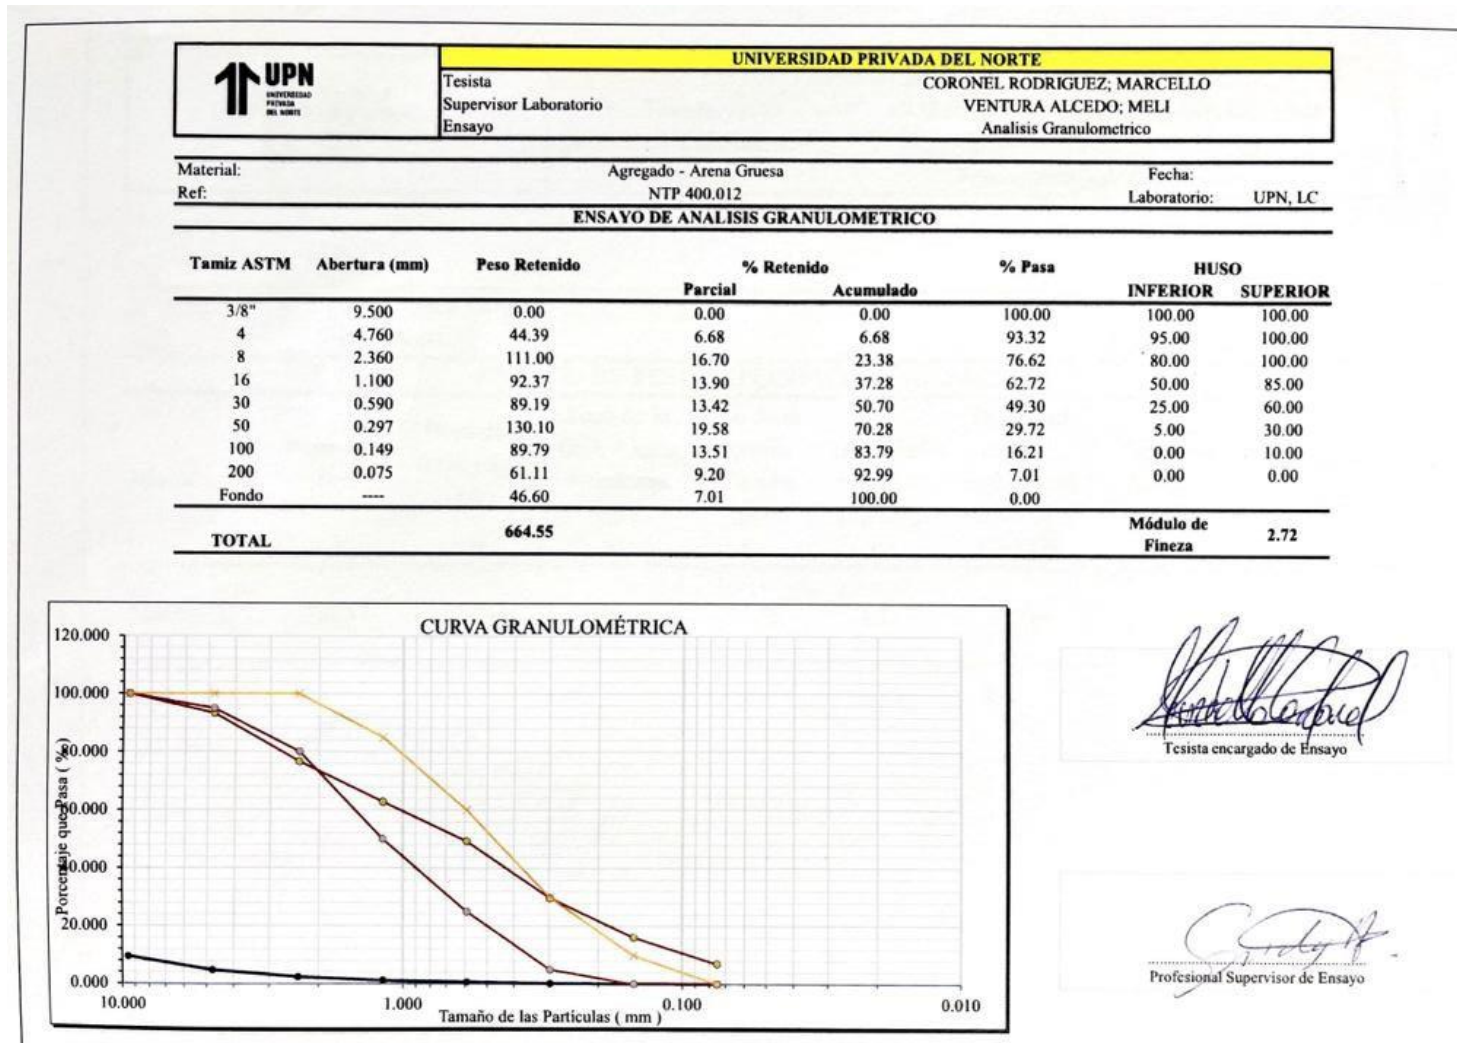 UPN
UNIVERSIDAD
PRIVADA
DEL NORTE
UNIVERSIDAD PRIVADA DEL NORTE
Tesista CORONEL RODRIGUEZ; MARCELLO
Supervisor Laboratorio VENTURA ALCEDO; MELI
Ensayo Analisis Granulometrico
Material: Agregado - Arena Gruesa Fecha:
Ref: NTP 400.012 Laboratorio: UPN, LC
ENSAYO DE ANALISIS GRANULOMETRICO
Tamiz ASTM Abertura (mm) Peso Retenido % Retenido % Pasa HUSO
Parcial Acumulado INFERIOR SUPERIOR
3/8" 9.500 0.00 0.00 0.00 100.00 100.00 100.00
4 4.760 44.39 6.68 6.68 93.32 95.00 100.00
8 2.360 111.00 16.70 23.38 76.62 80.00 100.00
16 1.100 92.37 13.90 37.28 62.72 50.00 85.00
30 0.590 89.19 13.42 50.70 49.30 25.00 60.00
50 0.297 130.10 19.58 70.28 29.72 5.00 30.00
100 0.149 89.79 13.51 83.79 16.21 0.00 10.00
200 0.075 61.11 9.20 92.99 7.01 0.00 0.00
Fondo ---- 46.60 7.01 100.00 0.00
TOTAL 664.55 Módulo de Fineza 2.72
CURVA GRANULOMÉTRICA
Porcentaje que Pasa ( % )
120.000
100.000
80.000
60.000
40.000
20.000
0.000
10.000 1.000 0.100 0.010
Tamaño de las Partículas ( mm )
Tesista encargado de Ensayo
Profesional Supervisor de Ensayo